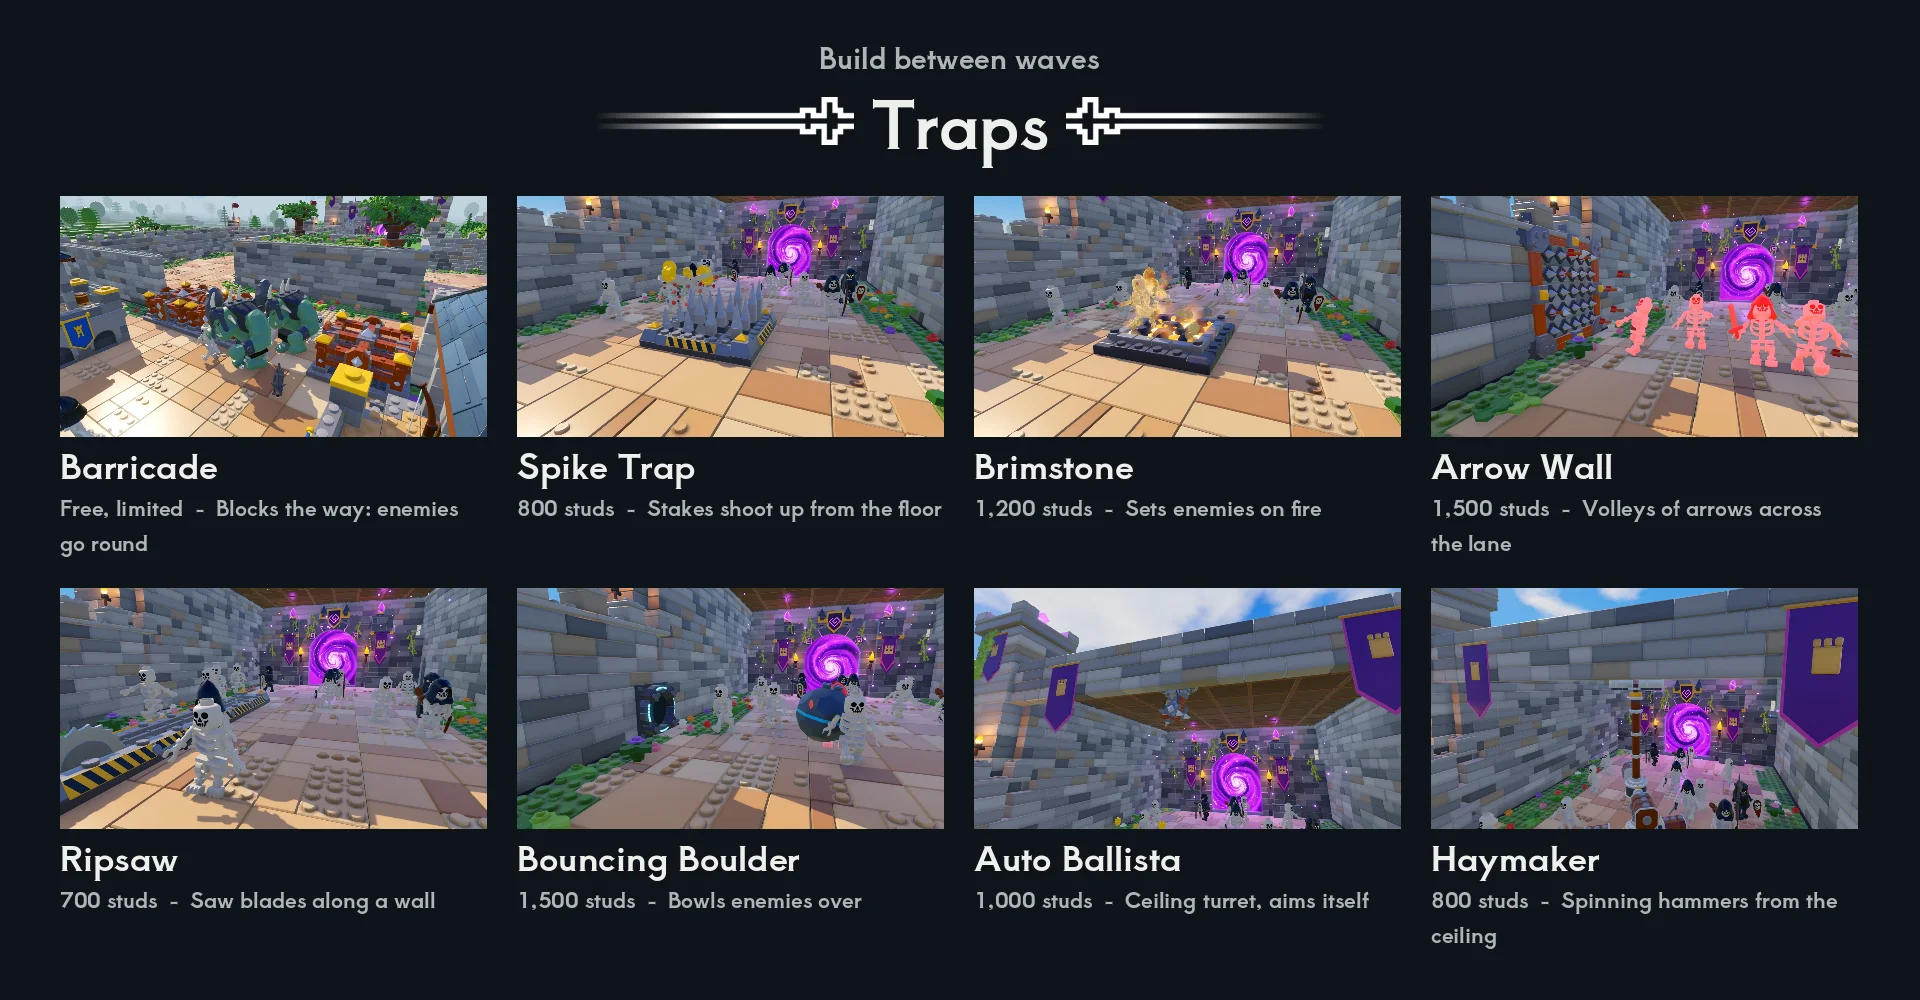 Build between waves
Traps
Barricade
Free, limited - Blocks the way: enemies
go round
Spike Trap
800 studs - Stakes shoot up from the floor
Brimstone
1,200 studs - Sets enemies on fire
Arrow Wall
1,500 studs - Volleys of arrows across
the lane
Ripsaw
700 studs - Saw blades along a wall
Bouncing Boulder
1,500 studs - Bowls enemies over
Auto Ballista
1,000 studs - Ceiling turret, aims itself
Haymaker
800 studs - Spinning hammers from the
ceiling